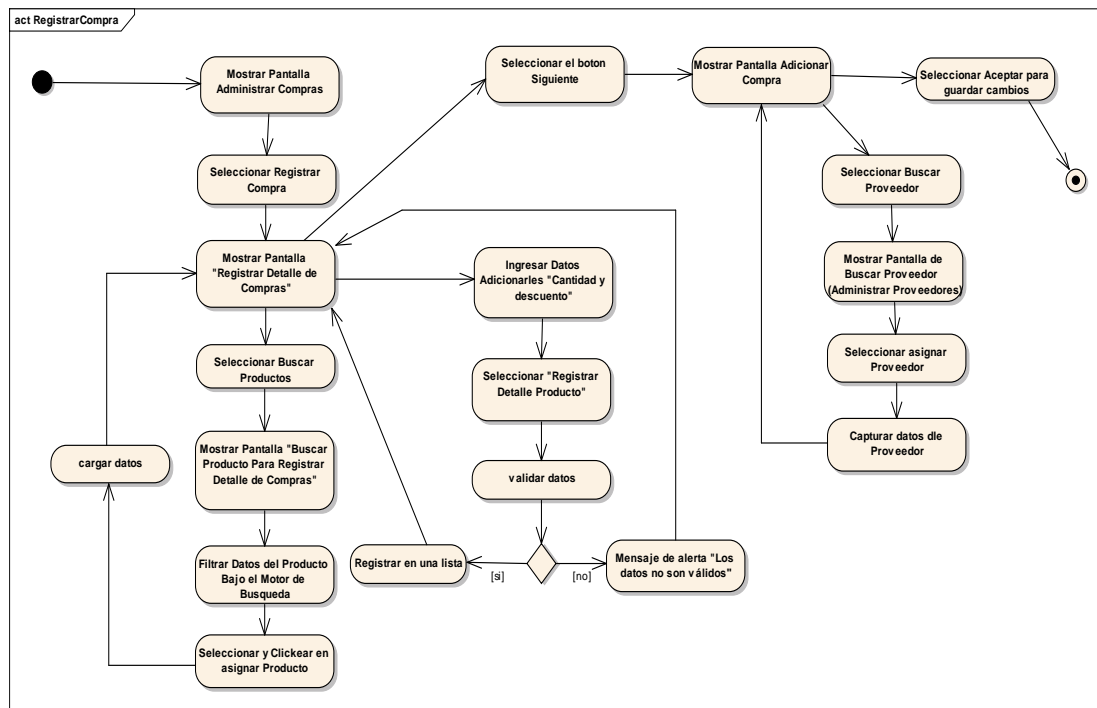 act RegistrarCompra
Mostrar Pantalla
Administrar Compras
Seleccionar Registrar
Compra
Mostrar Pantalla
"Registrar Detalle de
Compras"
Seleccionar Buscar
Productos
Mostrar Pantalla "Buscar
Producto Para Registrar
Detalle de Compras"
Filtrar Datos del Producto
Bajo el Motor de
Busqueda
Seleccionar y Clickear en
asignar Producto
cargar datos
Seleccionar el boton
Siguiente
Ingresar Datos
Adicionarles "Cantidad y
descuento"
Seleccionar "Registrar
Detalle Producto"
validar datos
Registrar en una lista
[si]
[no]
Mensaje de alerta "Los
datos no son válidos"
Mostrar Pantalla Adicionar
Compra
Seleccionar Aceptar para
guardar cambios
Seleccionar Buscar
Proveedor
Mostrar Pantalla de
Buscar Proveedor
(Administrar Proveedores)
Seleccionar asignar
Proveedor
Capturar datos dle
Proveedor